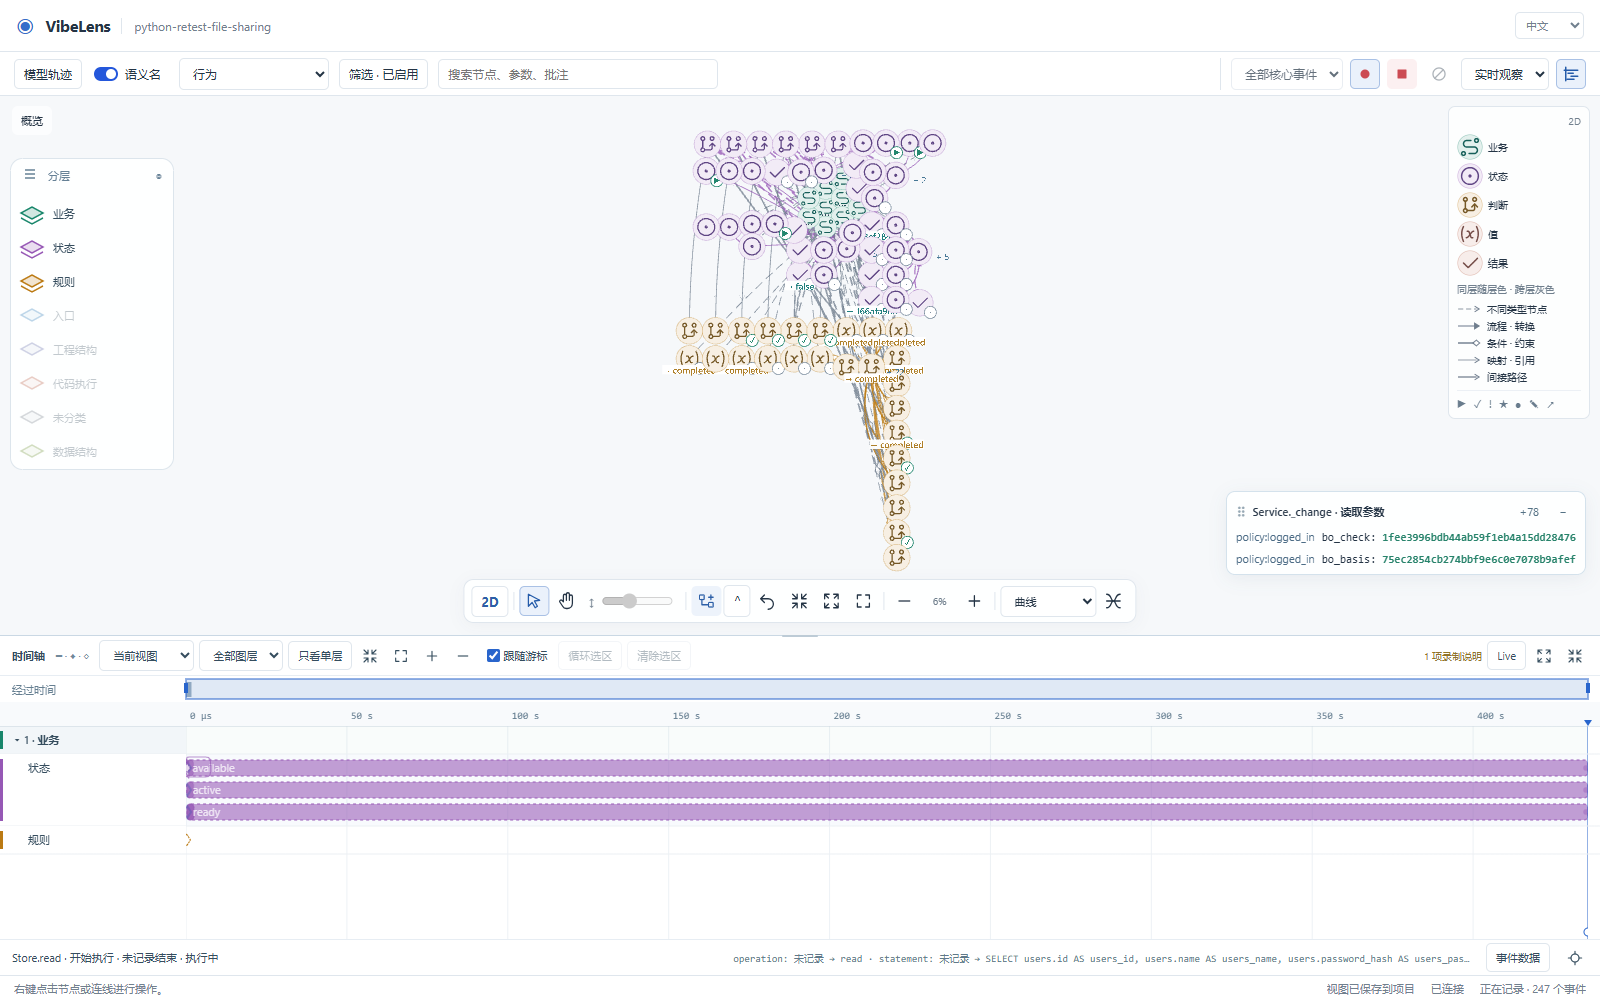 VibeLens python-retest-file-sharing 中文
模型轨迹 语义名 行为 筛选 · 已启用 搜索节点、参数、批注 全部核心事件 实时观察
概览
分层
业务
状态
规则
入口
工程结构
代码执行
未分类
数据结构
+ 2
+ 5
· false
completed
completed
→ completed
— completed
2D
业务
状态
判断
值
结果
同层随层色 · 跨层灰色
不同类型节点
流程 · 转换
条件 · 约束
映射 · 引用
间接路径
Service._change · 读取参数 +78 −
policy:logged_in bo_check: 1fee3996bdb44ab59f1eb4a15dd28476
policy:logged_in bo_basis: 75ec2854cb274bbf9e6c0e7078b9afef
2D 6% 曲线
时间轴 当前视图 全部图层 只看单层 跟随游标 循环选区 清除选区 1 项录制说明 Live
经过时间
0 μs 50 s 100 s 150 s 200 s 250 s 300 s 350 s 400 s
1 · 业务
状态 available
active
ready
规则
Store.read · 开始执行 · 未记录结束 · 执行中 operation: 未记录 → read · statement: 未记录 → SELECT users.id AS users_id, users.name AS users_name, users.password_hash AS users_pas… 事件数据
右键点击节点或连线进行操作。 视图已保存到项目 已连接 正在记录 · 247 个事件